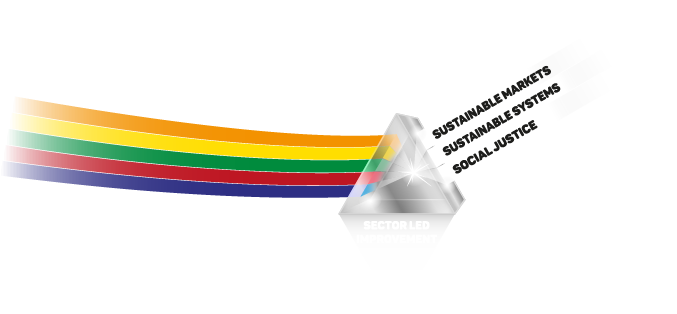 SUSTAINABLE MARKETS
SUSTAINABLE SYSTEMS
SOCIAL JUSTICE
SECTOR LED